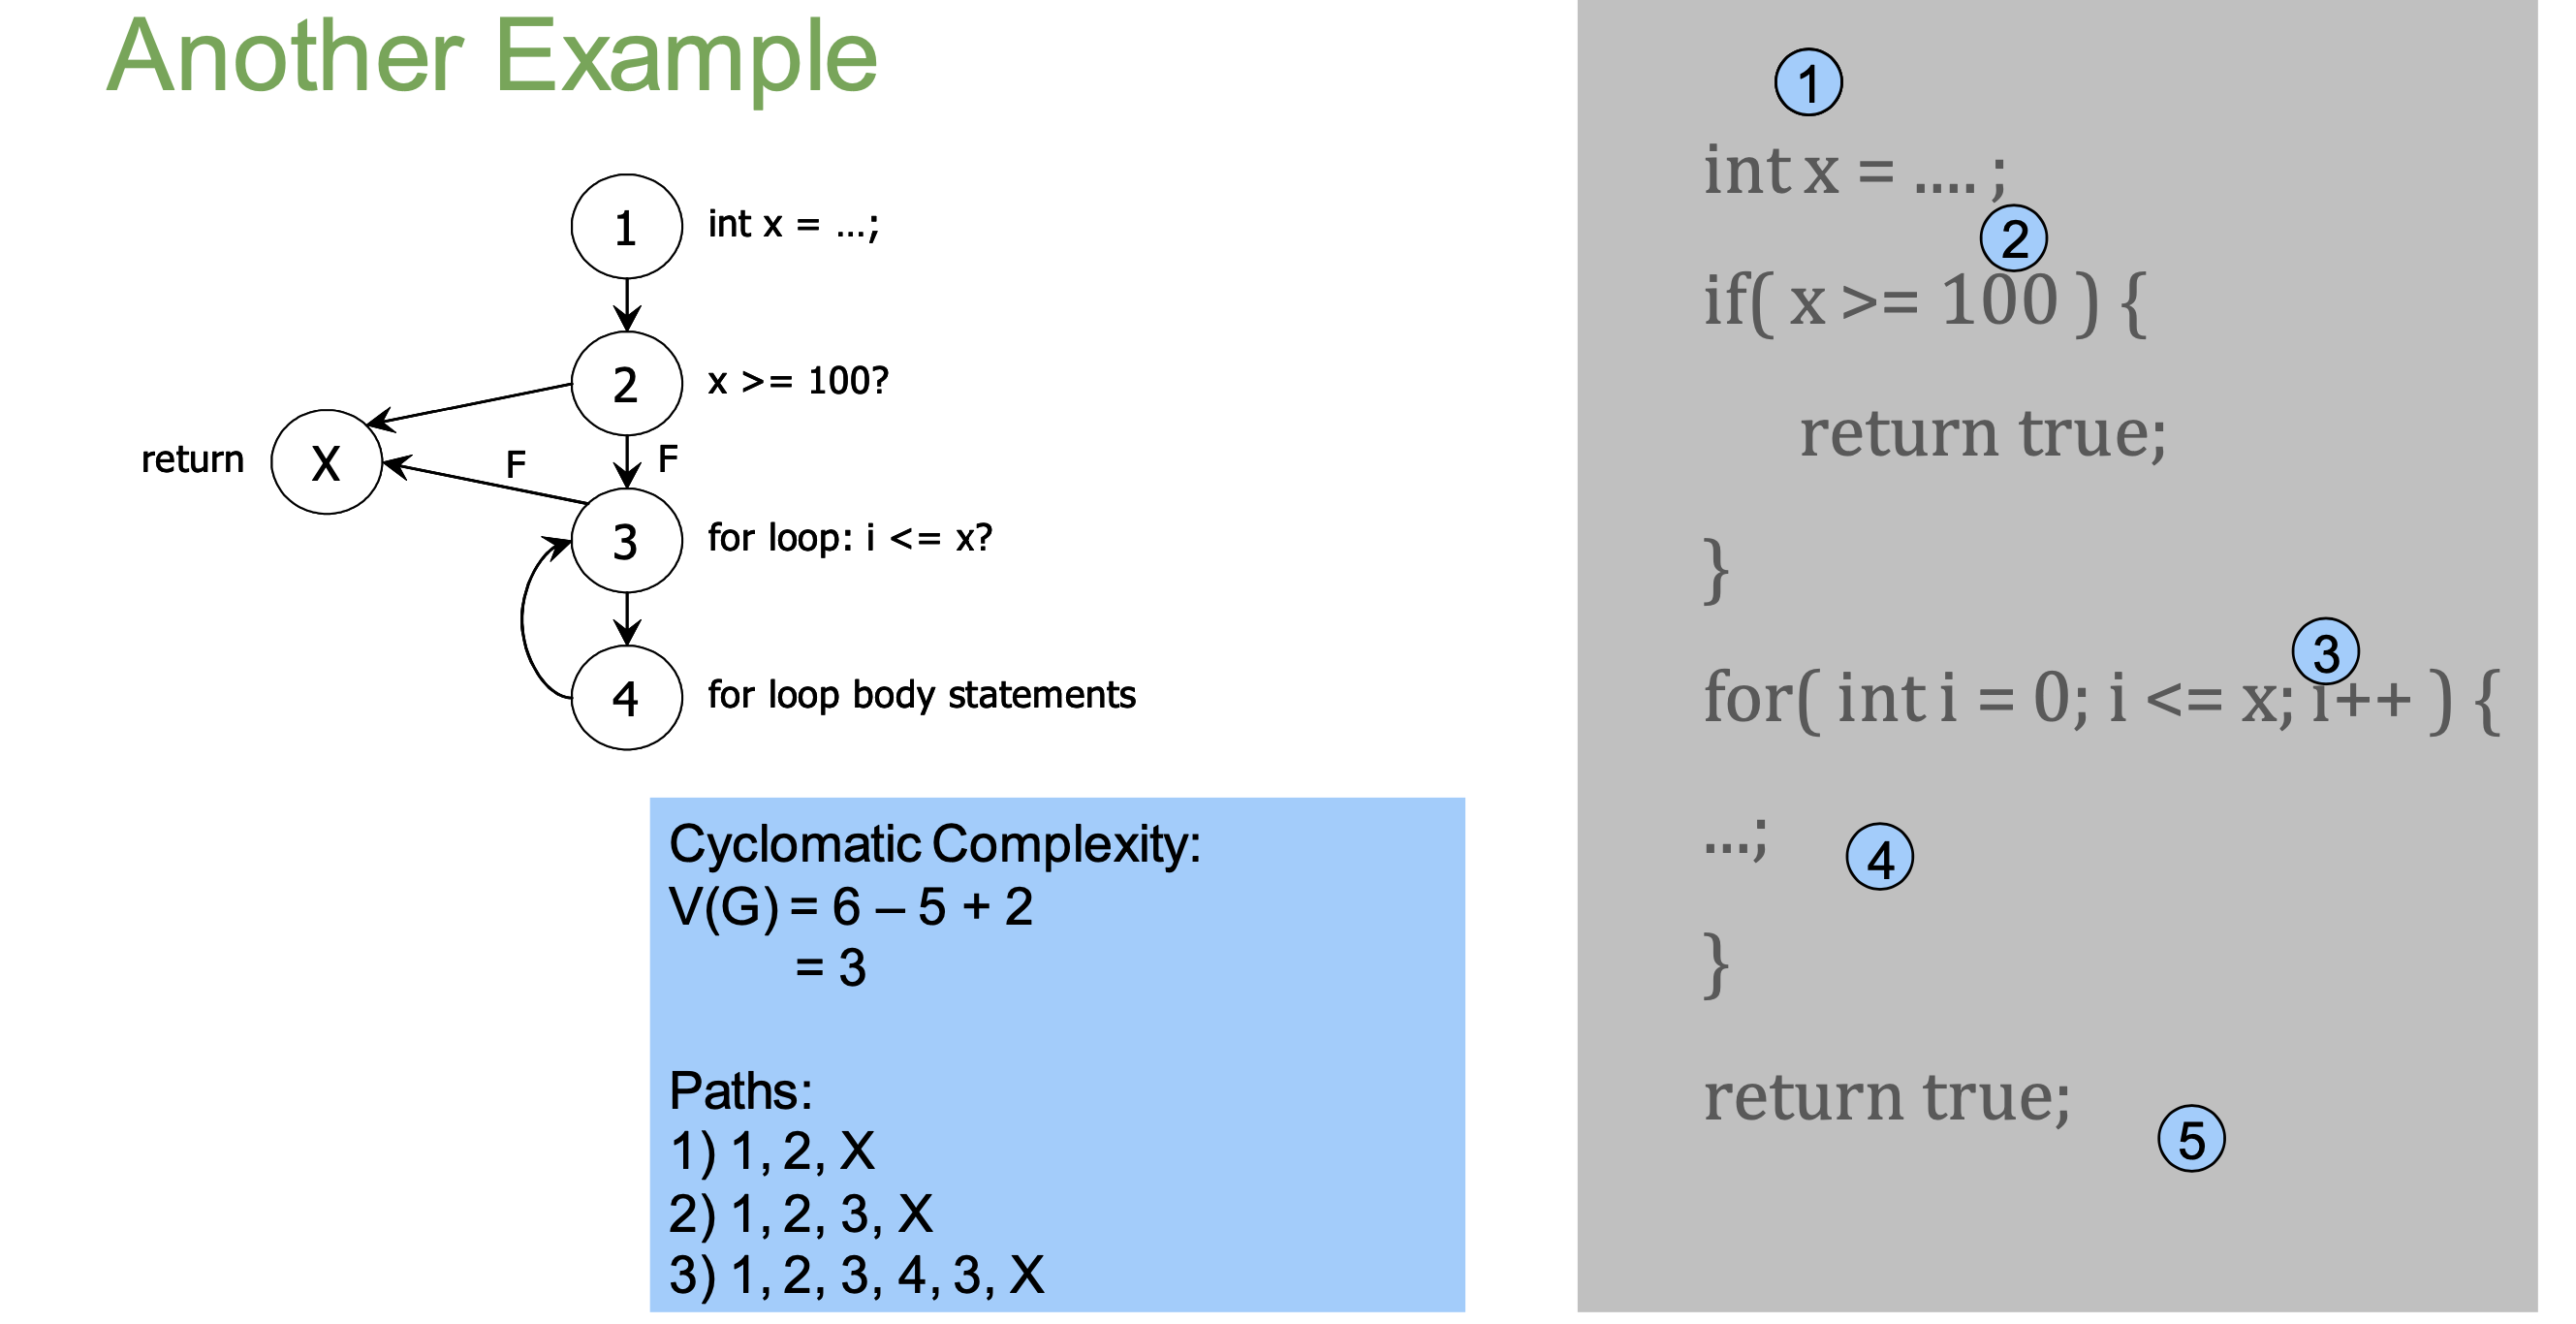 Another Example
1
int x = ...;
2
x >= 100?
return
X
F
F
3
for loop: i <= x?
4
for loop body statements
Cyclomatic Complexity:
V(G) = 6 – 5 + 2
= 3
Paths:
1) 1, 2, X
2) 1, 2, 3, X
3) 1, 2, 3, 4, 3, X
1
int x = .... ;
2
if( x >= 100 ) {
return true;
}
3
for( int i = 0; i <= x; i++ ) {
...;
4
}
return true;
5